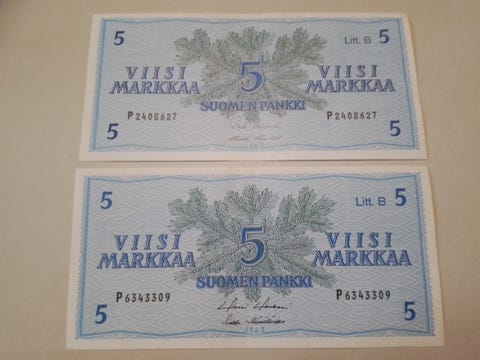 5 Litt. B 5
VIISI 5 VIISI
MARKKAA MARKKAA
SUOMEN PANKKI
P2408627 P2408627
5 5
5 Litt. B 5
VIISI 5 VIISI
MARKKAA MARKKAA
SUOMEN PANKKI
P6343309 P6343309
5 5
1963